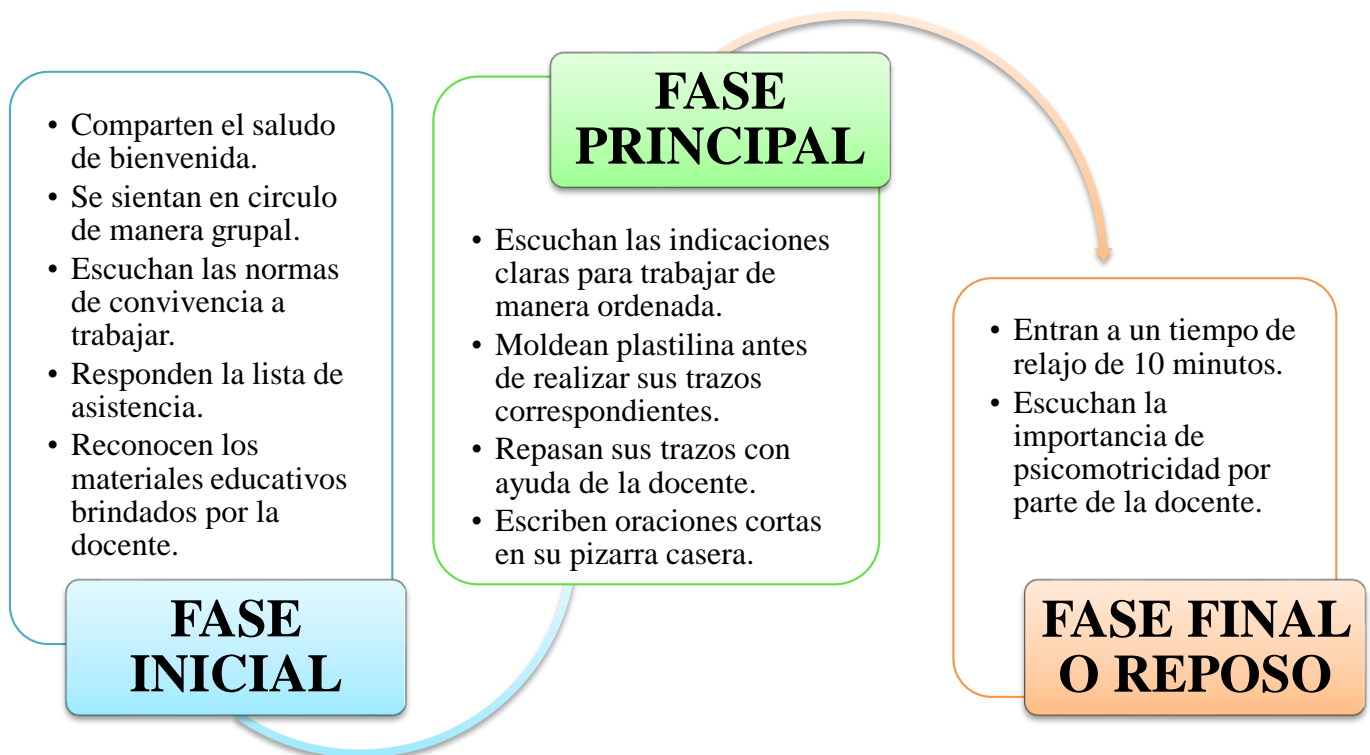 • Comparten el saludo
de bienvenida.
• Se sientan en circulo
de manera grupal.
• Escuchan las normas
de convivencia a
trabajar.
• Responden la lista de
asistencia.
• Reconocen los
materiales educativos
brindados por la
docente.
FASE
INICIAL
FASE
PRINCIPAL
• Escuchan las indicaciones
claras para trabajar de
manera ordenada.
• Moldean plastilina antes
de realizar sus trazos
correspondientes.
• Repasan sus trazos con
ayuda de la docente.
• Escriben oraciones cortas
en su pizarra casera.
• Entran a un tiempo de
relajo de 10 minutos.
• Escuchan la
importancia de
psicomotricidad por
parte de la docente.
FASE FINAL
O REPOSO